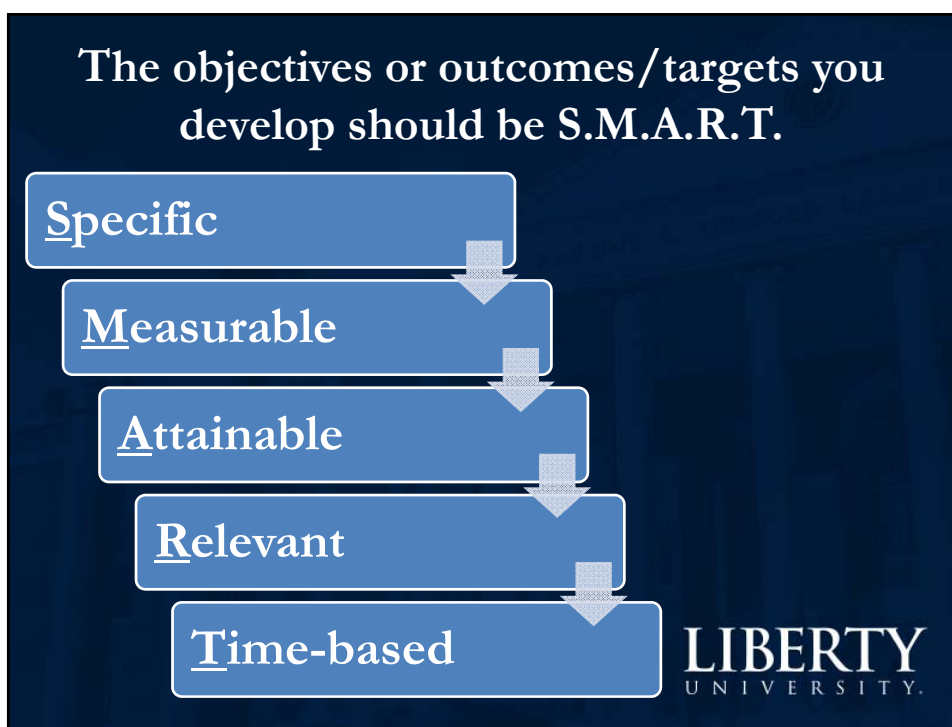 The objectives or outcomes/targets you
develop should be S.M.A.R.T.
Specific
Measurable
Attainable
Relevant
Time-based
LIBERTY
UNIVERSITY.